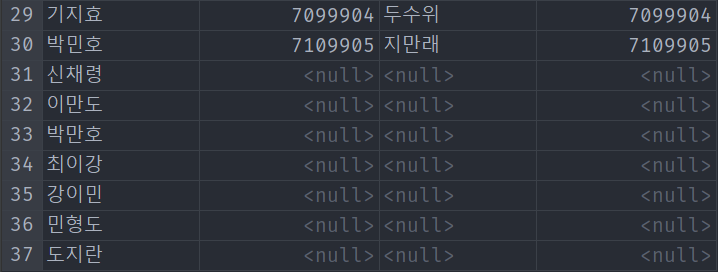 29 기지효 7099904 두수위 7099904
30 박민호 7109905 지만래 7109905
31 신채령 <null> <null> <null>
32 이만도 <null> <null> <null>
33 박만호 <null> <null> <null>
34 최이강 <null> <null> <null>
35 강이민 <null> <null> <null>
36 민형도 <null> <null> <null>
37 도지란 <null> <null> <null>